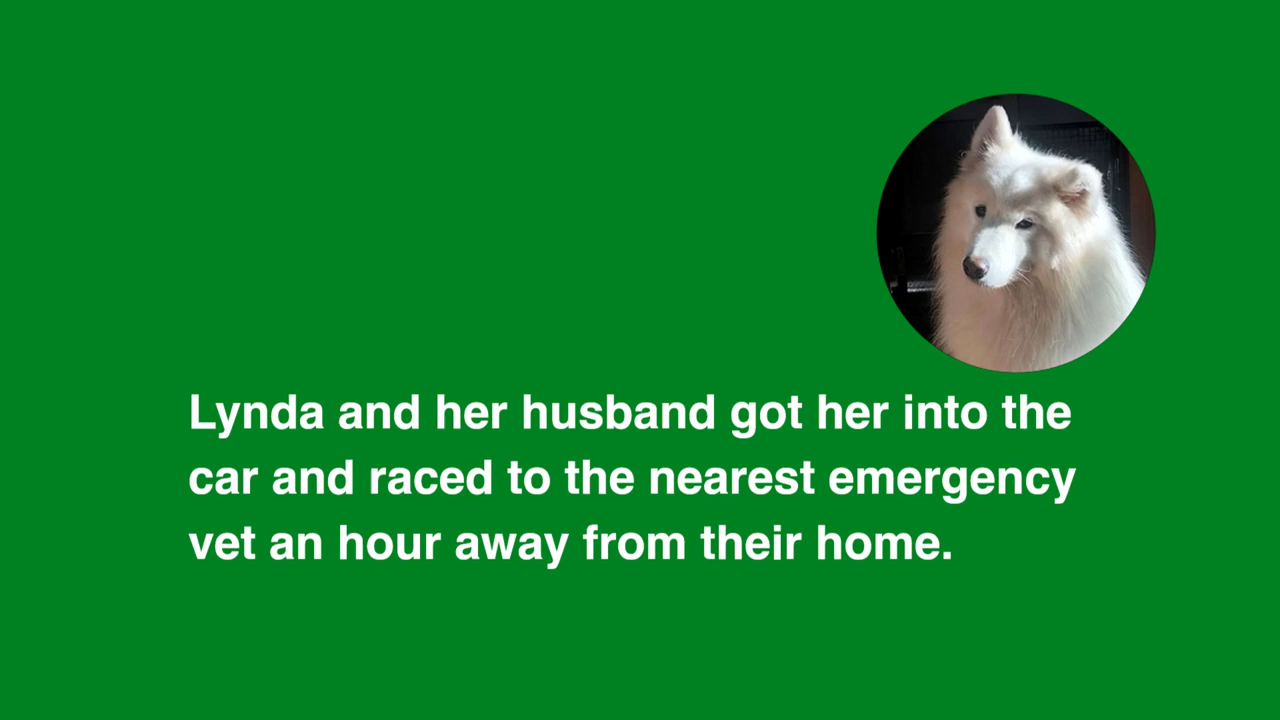 Lynda and her husband got her into the
car and raced to the nearest emergency
vet an hour away from their home.